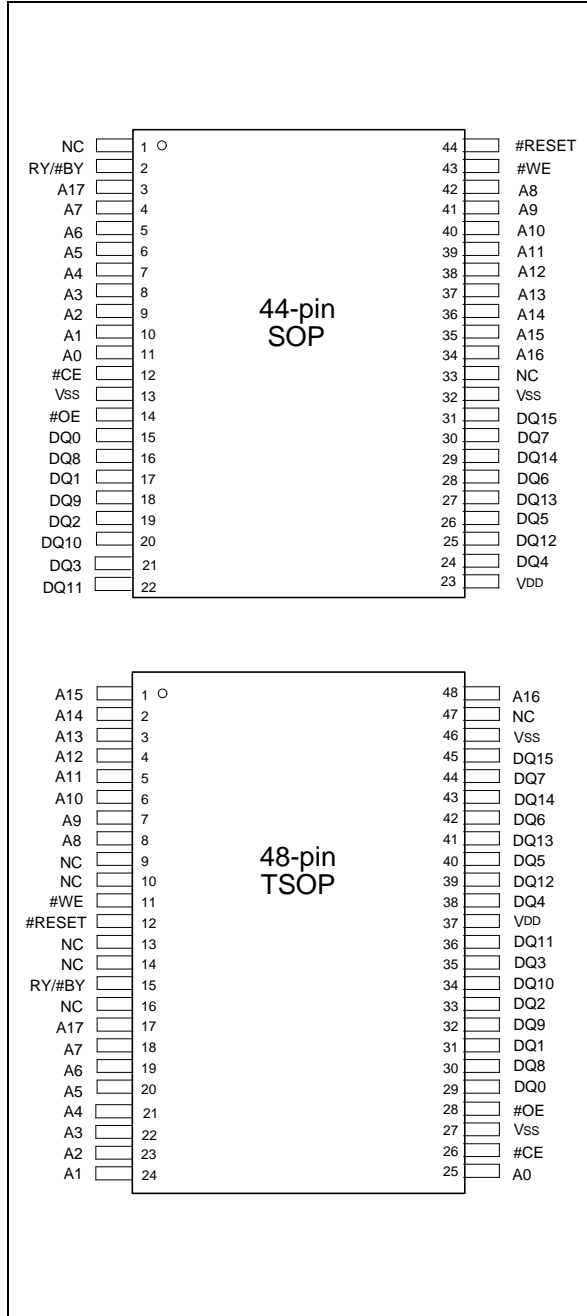 NC 1 44 #RESET
RY/#BY 2 43 #WE
A17 3 42 A8
A7 4 41 A9
A6 5 40 A10
A5 6 39 A11
A4 7 38 A12
A3 8 37 A13
A2 9 36 A14
A1 10 35 A15
A0 11 34 A16
#CE 12 33 NC
VSS 13 32 VSS
#OE 14 31 DQ15
DQ0 15 30 DQ7
DQ8 16 29 DQ14
DQ1 17 28 DQ6
DQ9 18 27 DQ13
DQ2 19 26 DQ5
DQ10 20 25 DQ12
DQ3 21 24 DQ4
DQ11 22 23 VDD
44-pin
SOP
A15 1 48 A16
A14 2 47 NC
A13 3 46 VSS
A12 4 45 DQ15
A11 5 44 DQ7
A10 6 43 DQ14
A9 7 42 DQ6
A8 8 41 DQ13
NC 9 40 DQ5
NC 10 39 DQ12
#WE 11 38 DQ4
#RESET 12 37 VDD
NC 13 36 DQ11
NC 14 35 DQ3
RY/#BY 15 34 DQ10
NC 16 33 DQ2
A17 17 32 DQ9
A7 18 31 DQ1
A6 19 30 DQ8
A5 20 29 DQ0
A4 21 28 #OE
A3 22 27 VSS
A2 23 26 #CE
A1 24 25 A0
48-pin
TSOP